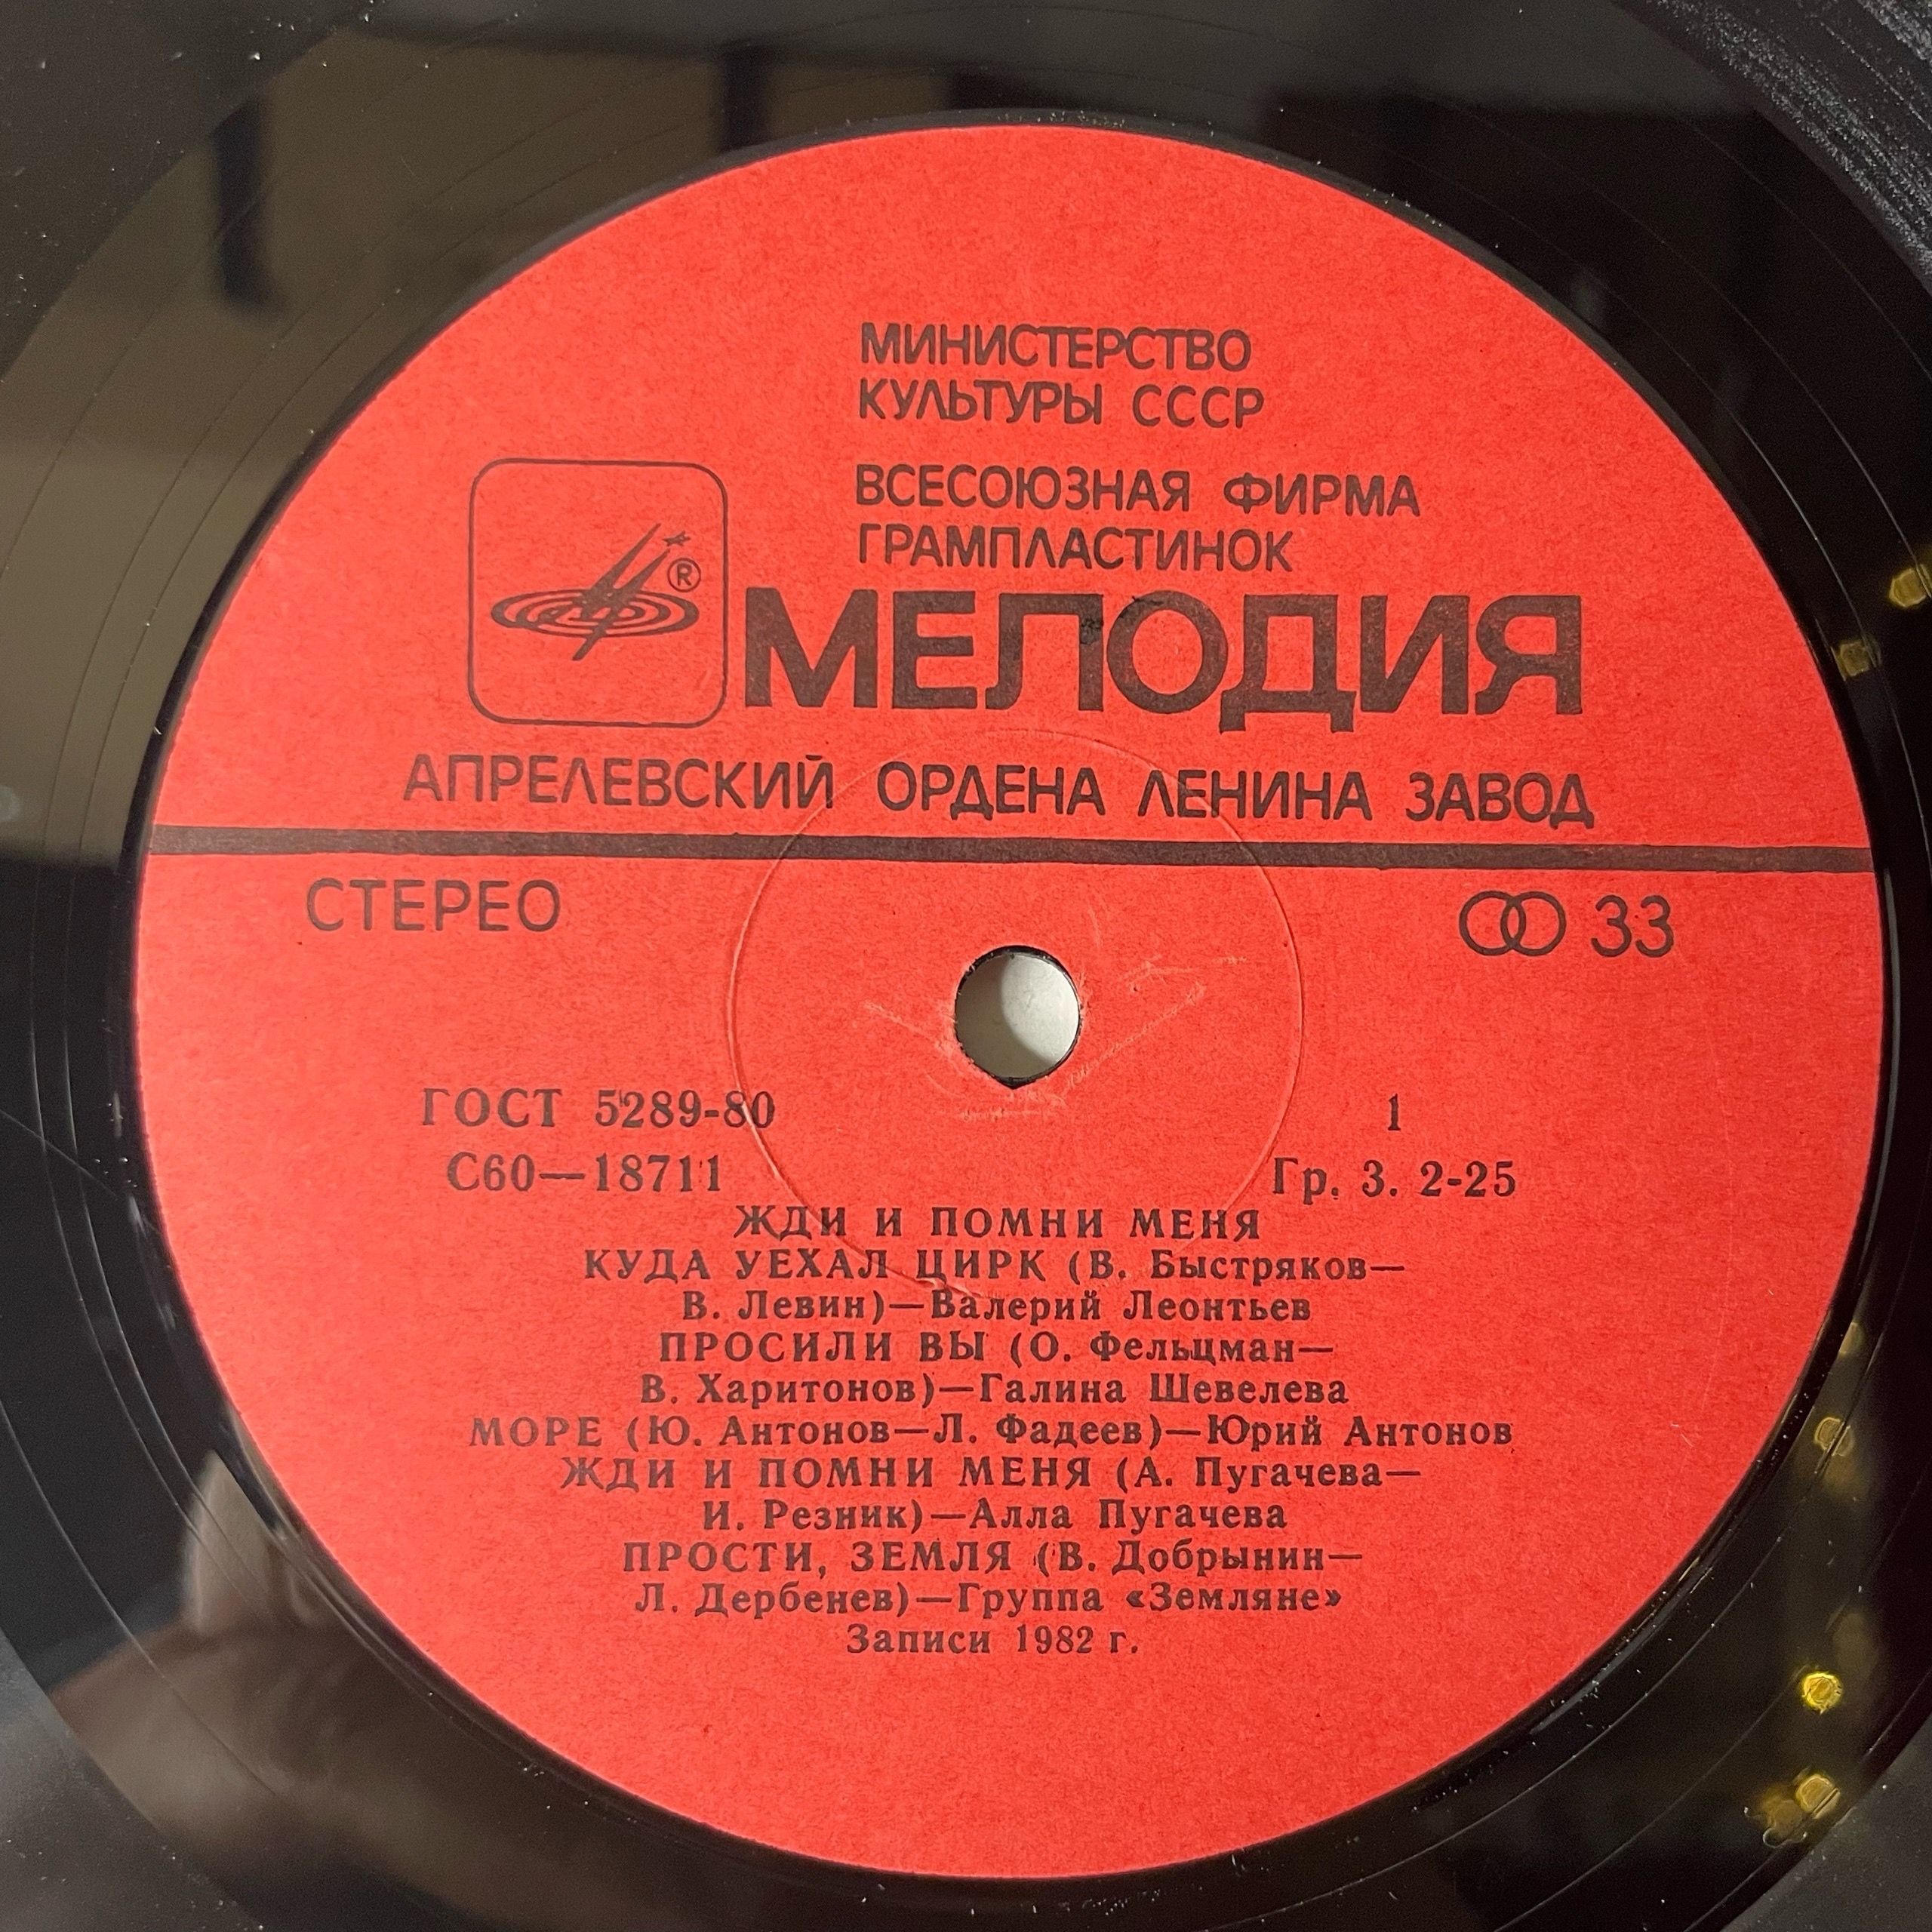 МИНИСТЕРСТВО
КУЛЬТУРЫ СССР
ВСЕСОЮЗНАЯ ФИРМА
ГРАМПЛАСТИНОК
®
МЕЛОДИЯ
АПРЕЛЕВСКИЙ ОРДЕНА ЛЕНИНА ЗАВОД
СТЕРЕО 33
ГОСТ 5289-80 1
С60—18711 Гр. 3. 2-25
ЖДИ И ПОМНИ МЕНЯ
КУДА УЕХАЛ ЦИРК (В. Быстряков—
В. Левин)—Валерий Леонтьев
ПРОСИЛИ ВЫ (О. Фельцман—
В. Харитонов)—Галина Шевелева
МОРЕ (Ю. Антонов—Л. Фадеев)—Юрий Антонов
ЖДИ И ПОМНИ МЕНЯ (А. Пугачева—
И. Резник)—Алла Пугачева
ПРОСТИ, ЗЕМЛЯ (В. Добрынин—
Л. Дербенев)—Группа «Земляне»
Записи 1982 г.